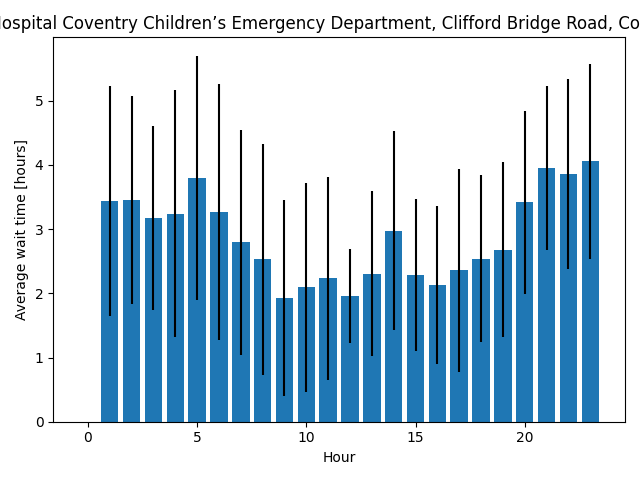 Hospital Coventry Children’s Emergency Department, Clifford Bridge Road, Co
Average wait time [hours]
5
4
3
2
1
0
0 5 10 15 20
Hour